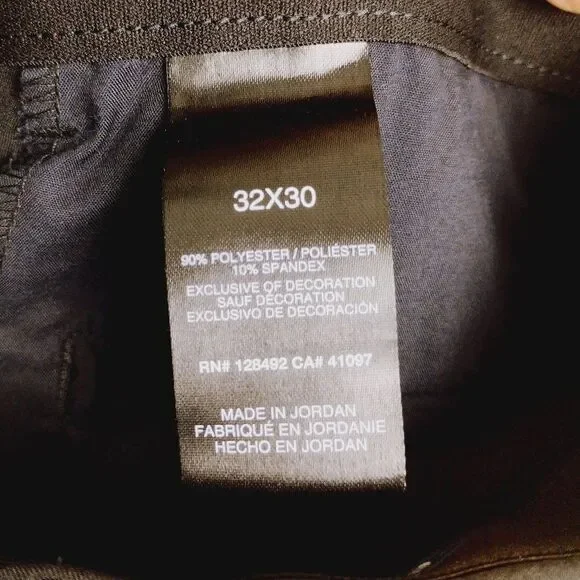 32X30
90% POLYESTER / POLIÉSTER
10% SPANDEX
EXCLUSIVE OF DECORATION
SAUF DÉCORATION
EXCLUSIVO DE DECORACIÓN
RN# 128492 CA# 41097
MADE IN JORDAN
FABRIQUÉ EN JORDANIE
HECHO EN JORDAN